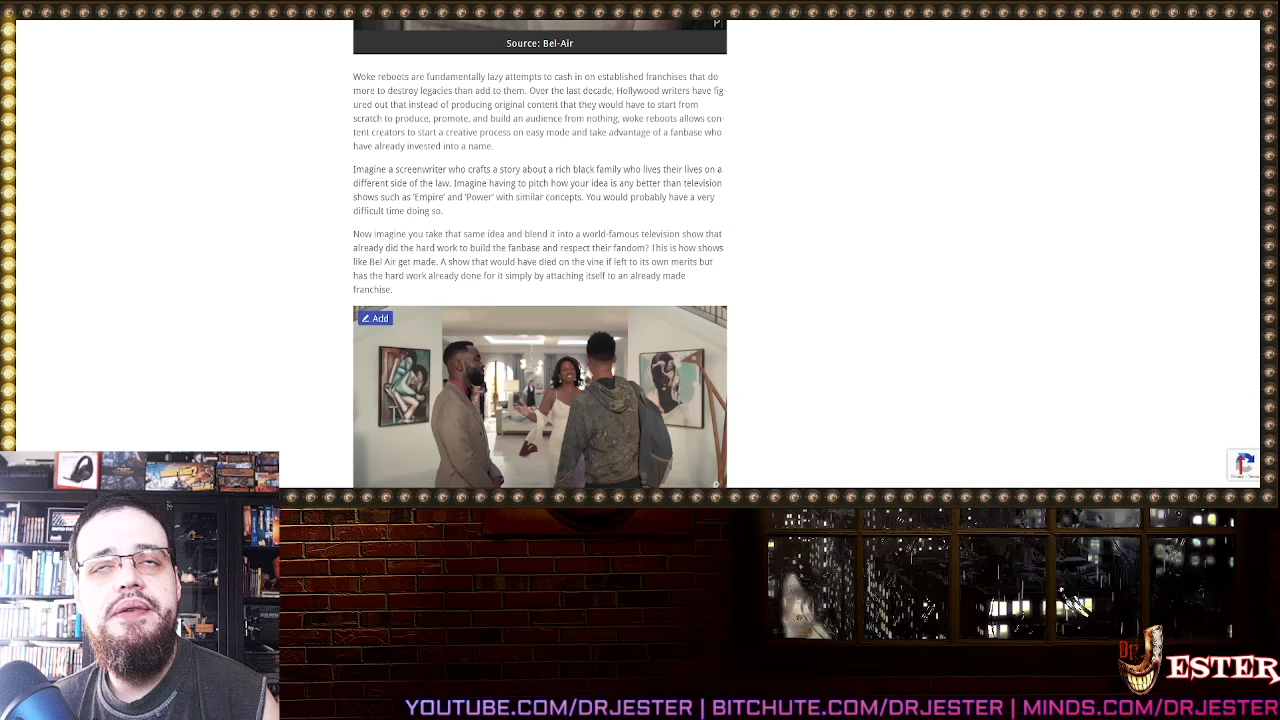 Source: Bel-Air
Woke reboots are fundamentally lazy attempts to cash in on established franchises that do
more to destroy legacies than add to them. Over the last decade, Hollywood writers have fig
ured out that instead of producing original content that they would have to start from
scratch to produce, promote, and build an audience from nothing; woke reboots allows con-
tent creators to start a creative process on easy mode and take advantage of a fanbase who
have already invested into a name.
Imagine a screenwriter who crafts a story about a rich black family who lives their lives on a
different side of the law. Imagine having to pitch how your idea is any better than television
shows such as 'Empire' and 'Power' with similar concepts. You would probably have a very
difficult time doing so.
Now imagine you take that same idea and blend it into a world-famous television show that
already did the hard work to build the fanbase and respect their fandom? This is how shows
like Bel Air get made. A show that would have died on the vine if left to its own merits but
has the hard work already done for it simply by attaching itself to an already made
franchise.
Add
Dr. JESTER
YOUTUBE.COM/DRJESTER | BITCHUTE.COM/DRJESTER | MINDS.COM/DRJESTER